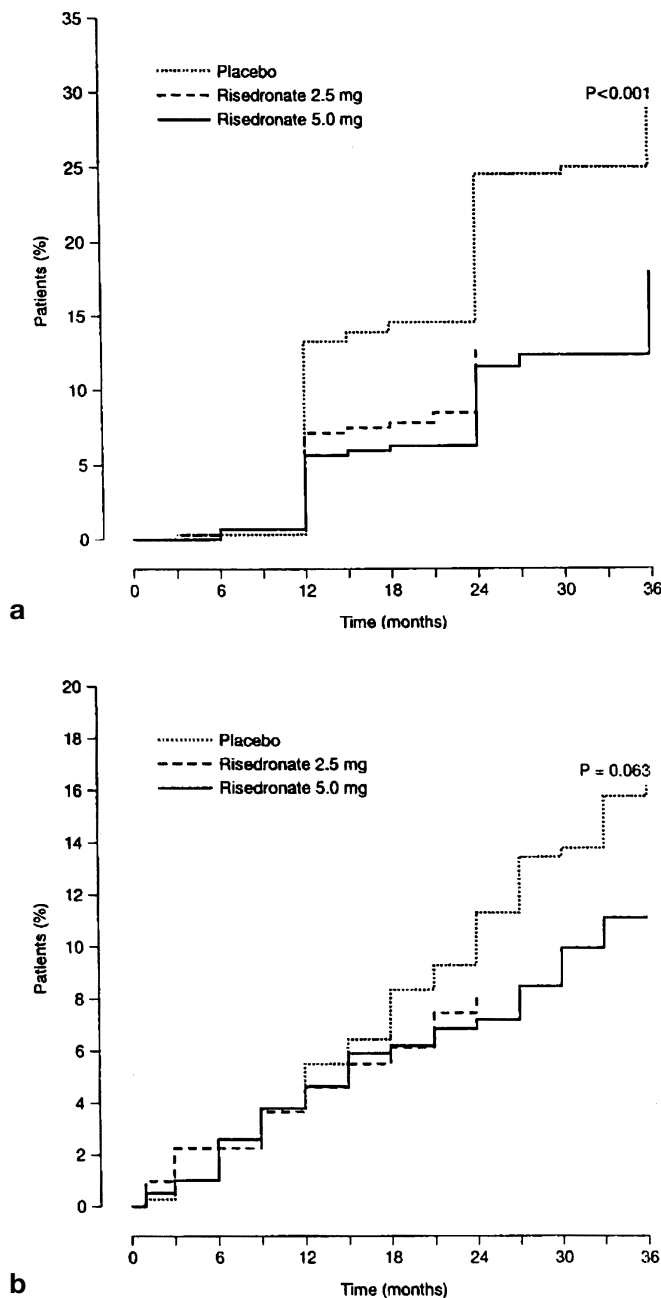 35
30
25
20
15
10
5
0
Patients (%)
Placebo
Risedronate 2.5 mg
Risedronate 5.0 mg
P<0.001
0 6 12 18 24 30 36
Time (months)
a
20
18
16
14
12
10
8
6
4
2
0
Patients (%)
Placebo
Risedronate 2.5 mg
Risedronate 5.0 mg
P = 0.063
0 6 12 18 24 30 36
Time (months)
b